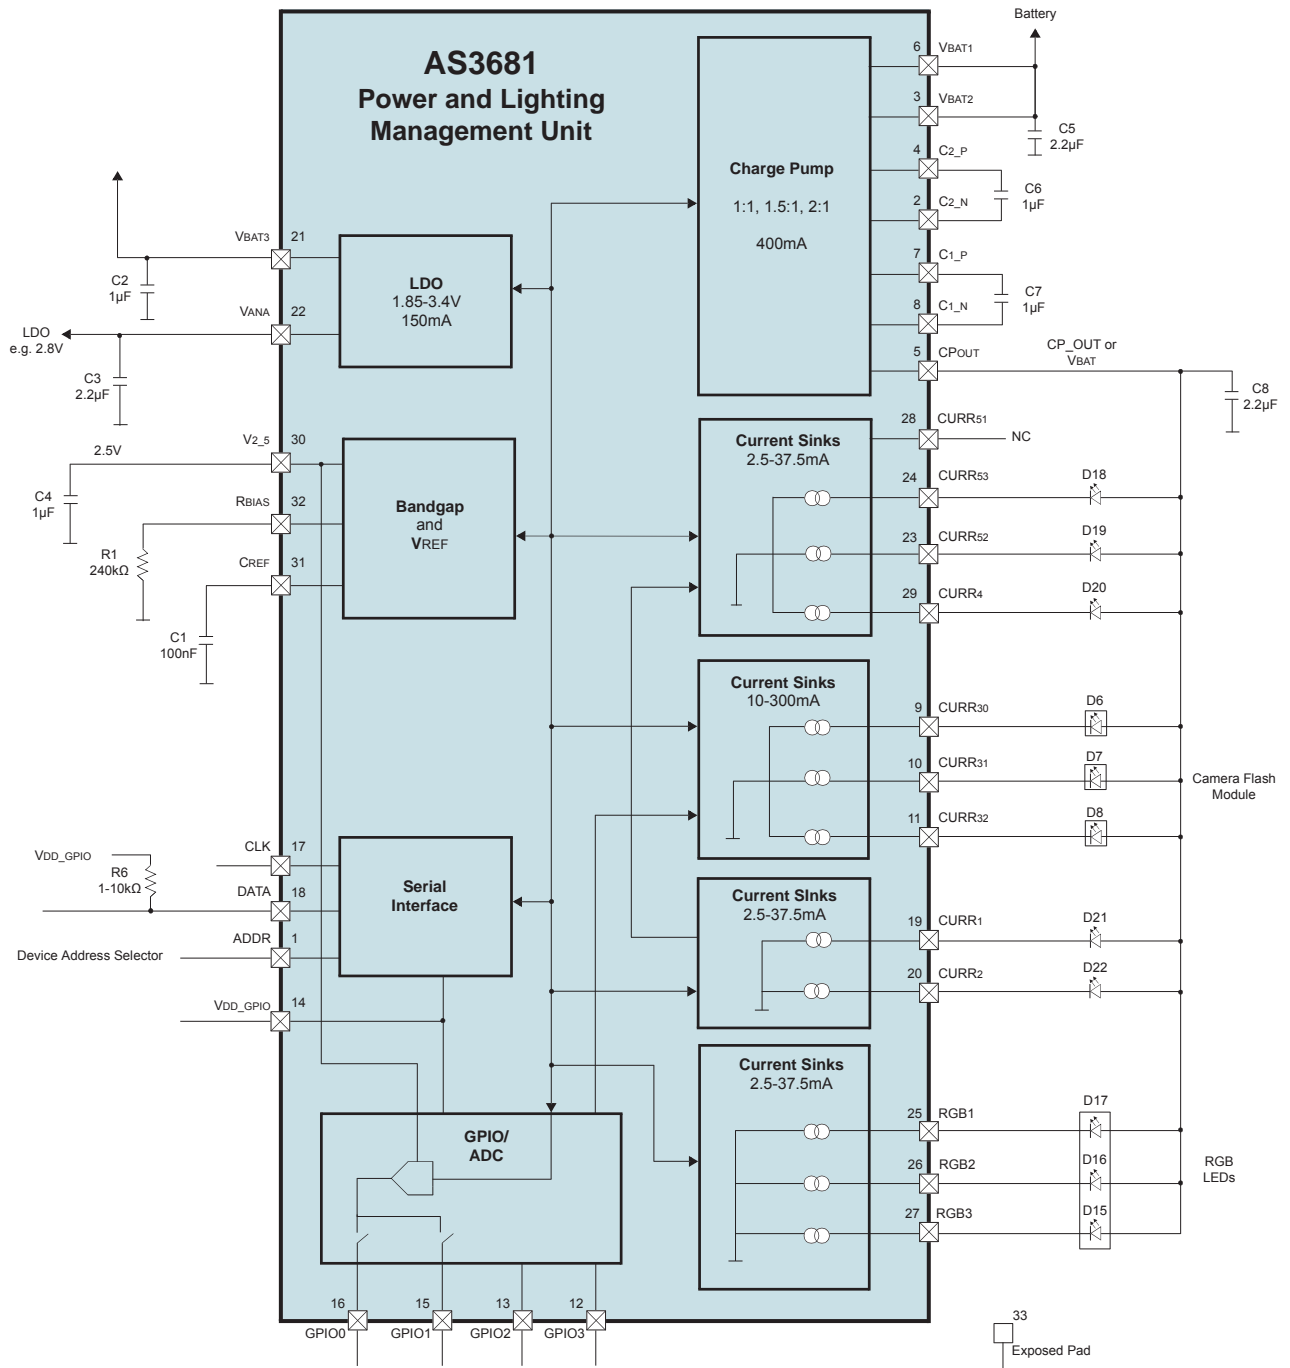 Battery
AS3681
Power and Lighting
Management Unit
6 VBAT1
3 VBAT2
C5
2.2µF
4 C2_P
Charge Pump
1:1, 1.5:1, 2:1
400mA
C6
1µF
2 C2_N
7 C1_P
C7
1µF
8 C1_N
5 CPOUT
CP_OUT or
VBAT
C8
2.2µF
VBAT3 21
C2
1µF
LDO
1.85-3.4V
150mA
VANA 22
LDO
e.g. 2.8V
C3
2.2µF
V2_5 30
2.5V
C4
1µF
RBIAS 32
Bandgap
and
VREF
R1
240kΩ
CREF 31
C1
100nF
28 CURR51
NC
Current Sinks
2.5-37.5mA
24 CURR53
D18
23 CURR52
D19
29 CURR4
D20
Current Sinks
10-300mA
9 CURR30
D6
10 CURR31
D7
Camera Flash
Module
11 CURR32
D8
CLK 17
VDD_GPIO
R6
1-10kΩ
DATA 18
Serial
Interface
ADDR 1
Device Address Selector
VDD_GPIO 14
Current SInks
2.5-37.5mA
19 CURR1
D21
20 CURR2
D22
Current Sinks
2.5-37.5mA
25 RGB1
D17
26 RGB2
D16
RGB
LEDs
27 RGB3
D15
GPIO/
ADC
16 15 13 12
GPIO0 GPIO1 GPIO2 GPIO3
33
Exposed Pad